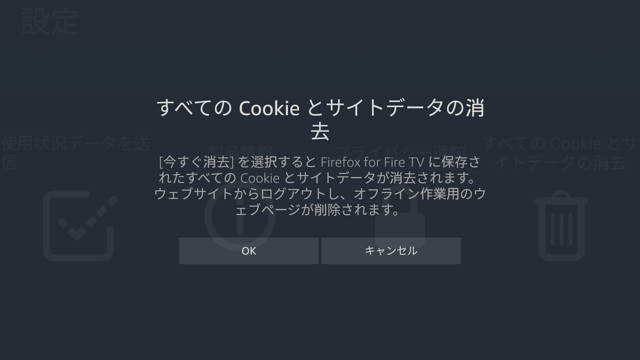 設定
すべての Cookie とサイトデータの消
去
使用状況データを送
信
すべての Cookie とサ
イトデータの消去
[今すぐ消去] を選択すると Firefox for Fire TV に保存さ
れたすべての Cookie とサイトデータが消去されます。
ウェブサイトからログアウトし、オフライン作業用のウ
ェブページが削除されます。
OK
キャンセル